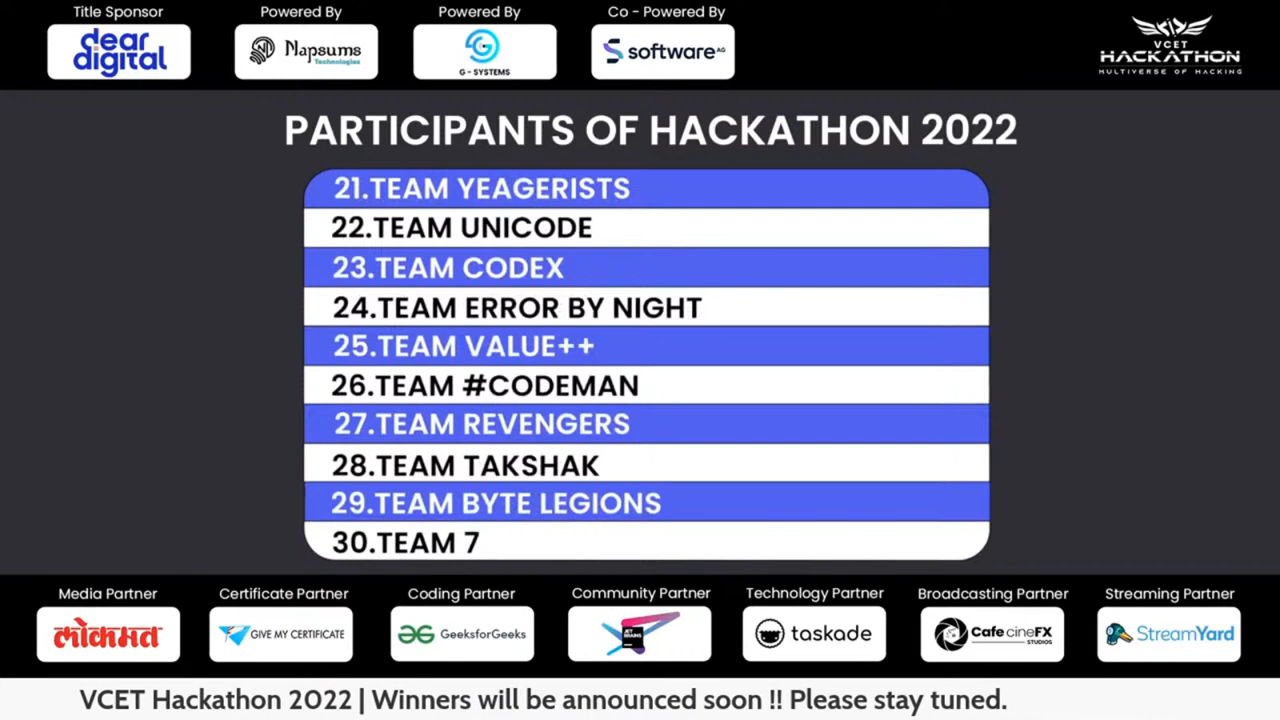 Title Sponsor
Powered By
Powered By
Co - Powered By
dear
digital
Napsums
Technologies
G - SYSTEMS
software AG
VCET
HACKATHON
MULTIVERSE OF HACKING
PARTICIPANTS OF HACKATHON 2022
21.TEAM YEAGERISTS
22.TEAM UNICODE
23.TEAM CODEX
24.TEAM ERROR BY NIGHT
25.TEAM VALUE++
26.TEAM #CODEMAN
27.TEAM REVENGERS
28.TEAM TAKSHAK
29.TEAM BYTE LEGIONS
30.TEAM 7
Media Partner
Certificate Partner
Coding Partner
Community Partner
Technology Partner
Broadcasting Partner
Streaming Partner
लोकमत
GIVE MY CERTIFICATE
GeeksforGeeks
JET
BRAINS
taskade
Cafe cineFX
STUDIOS
StreamYard
VCET Hackathon 2022 | Winners will be announced soon !! Please stay tuned.